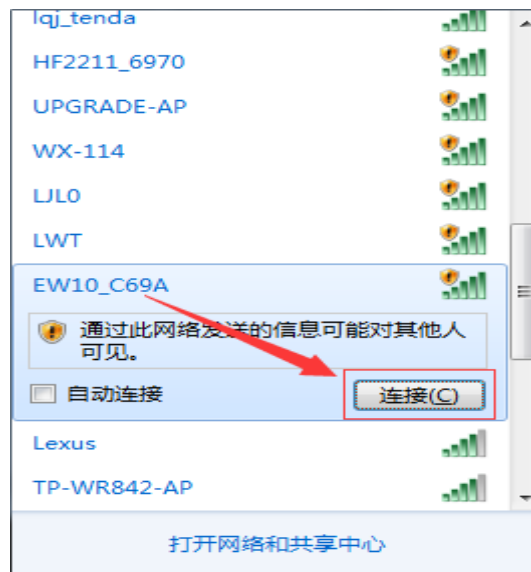 lqj_tenda
HF2211_6970
UPGRADE-AP
WX-114
LJL0
LWT
EW10_C69A
通过此网络发送的信息可能对其他人
可见。
自动连接
连接(C)
Lexus
TP-WR842-AP
打开网络和共享中心